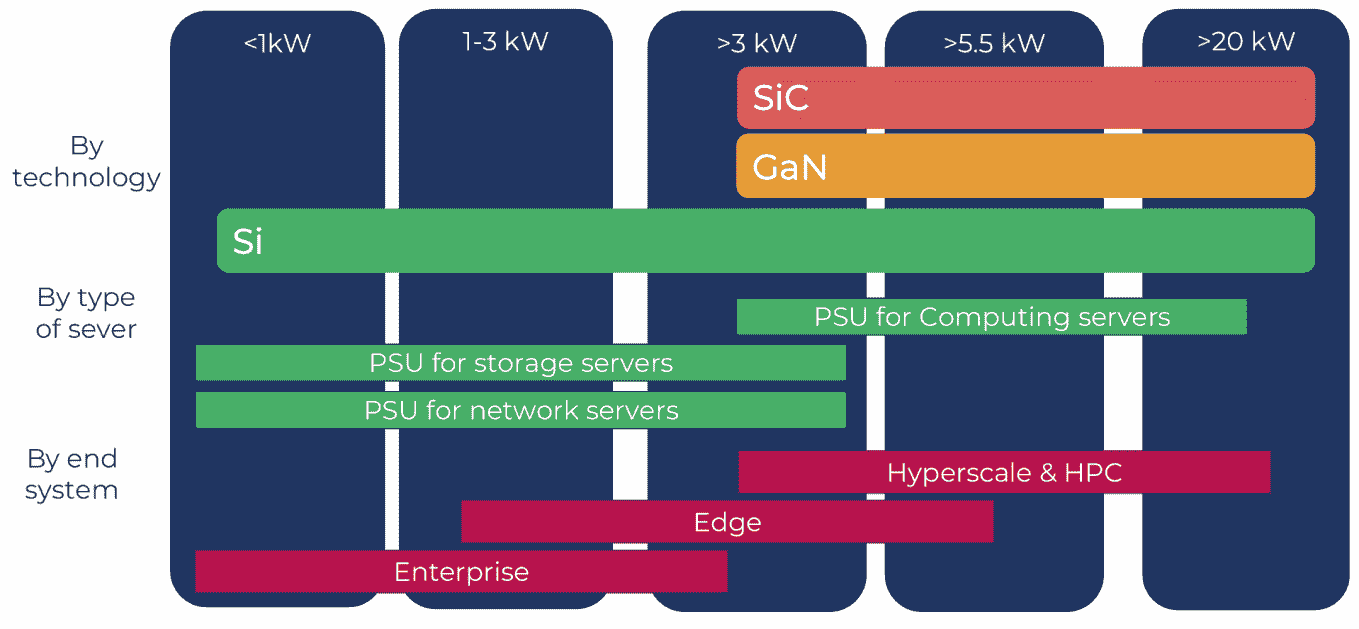 <1kW
1-3 kW
>3 kW
>5.5 kW
>20 kW
SiC
By
technology
GaN
Si
By type
of sever
PSU for Computing servers
PSU for storage servers
PSU for network servers
By end
system
Hyperscale & HPC
Edge
Enterprise